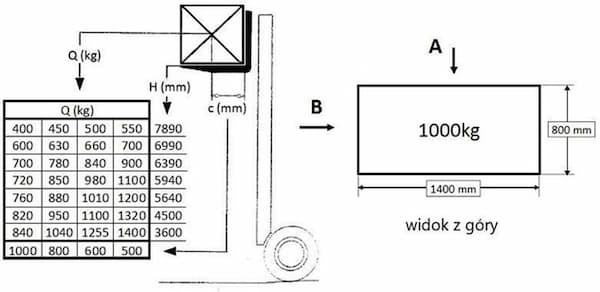 Q (kg)
H (mm)
c (mm)
Q (kg)
400 450 500 550 7890
600 630 660 700 6990
700 780 840 900 6390
720 850 980 1100 5940
760 880 1010 1200 5640
820 950 1100 1320 4500
840 1040 1255 1400 3600
1000 800 600 500
A
B
1000kg
800 mm
1400 mm
widok z góry